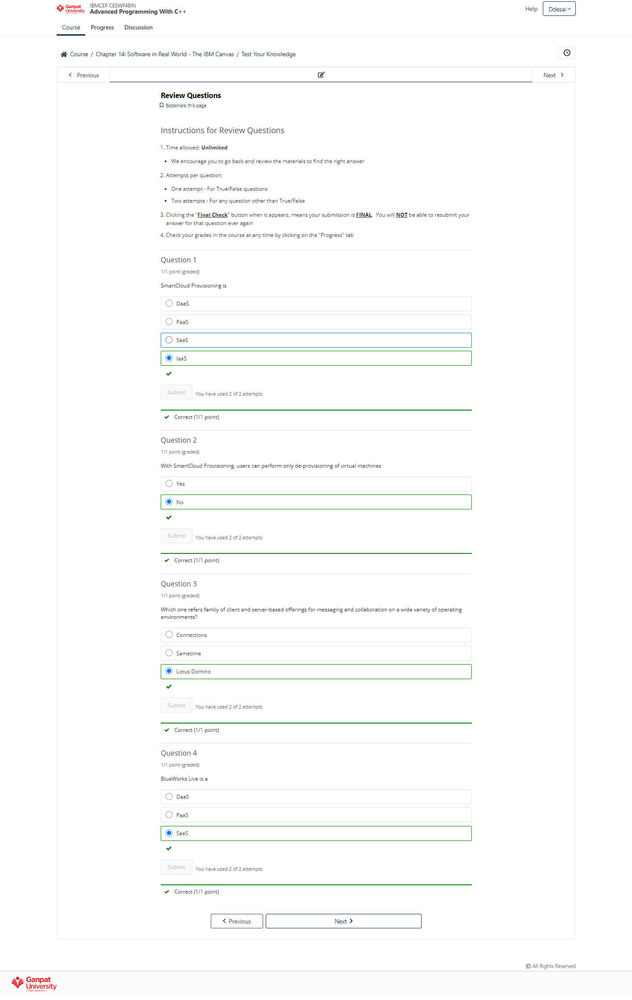 Ganpat
University
IBMCEP CESWF4BIN
Advanced Programming With C++
Help
Ddesai
Course
Progress
Discussion
Course / Chapter 14: Software in Real World - The IBM Canvas / Test Your Knowledge
Previous
Next
Review Questions
Bookmark this page
Instructions for Review Questions
1. Time allowed: Unlimited
• We encourage you to go back and review the materials to find the right answer
2. Attempts per question:
• One attempt - For True/False questions
• Two attempts - For any question other than True/False
3. Clicking the "Final Check" button when it appears, means your submission is FINAL. You will NOT be able to resubmit your
answer for that question ever again
4. Check your grades in the course at any time by clicking on the "Progress" tab
Question 1
1/1 point (graded)
SmartCloud Provisioning is
DaaS
PaaS
SaaS
IaaS
Submit
You have used 2 of 2 attempts
Correct (1/1 point)
Question 2
1/1 point (graded)
With SmartCloud Provisioning, users can perform only de-provisioning of virtual machines
Yes
No
Submit
You have used 2 of 2 attempts
Correct (1/1 point)
Question 3
1/1 point (graded)
Which one refers family of client and server-based offerings for messaging and collaboration on a wide variety of operating
environments?
Connections
Sametime
Lotus Domino
Submit
You have used 2 of 2 attempts
Correct (1/1 point)
Question 4
1/1 point (graded)
BlueWorks Live is a
DaaS
PaaS
SaaS
Submit
You have used 2 of 2 attempts
Correct (1/1 point)
Previous
Next
© All Rights Reserved
Ganpat
University